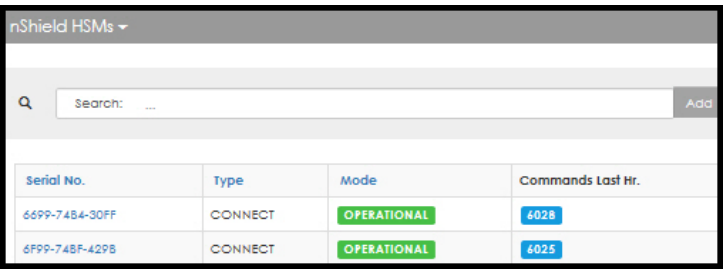 nShield HSMs
Search: ...
Add
Serial No. Type Mode Commands Last Hr.
6699-74B4-30FF CONNECT OPERATIONAL 6028
6F99-74BF-429B CONNECT OPERATIONAL 6025